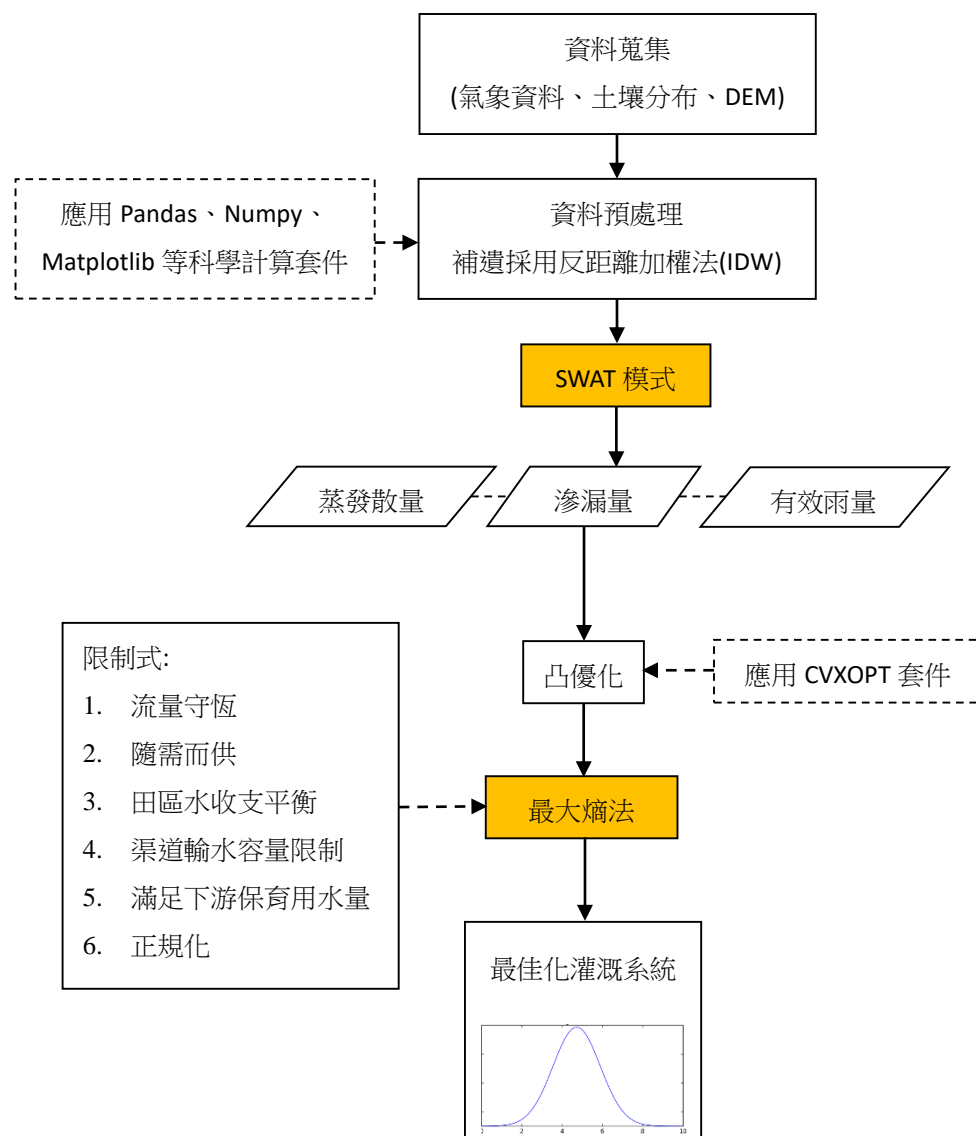 資料蒐集
(氣象資料、土壤分布、DEM)
應用 Pandas、Numpy、
Matplotlib 等科學計算套件
資料預處理
補遺採用反距離加權法(IDW)
SWAT 模式
蒸發散量
滲漏量
有效雨量
限制式:
1. 流量守恆
2. 隨需而供
3. 田區水收支平衡
4. 渠道輸水容量限制
5. 滿足下游保育用水量
6. 正規化
凸優化
應用 CVXOPT 套件
最大熵法
最佳化灌溉系統
0 2 4 6 8 10